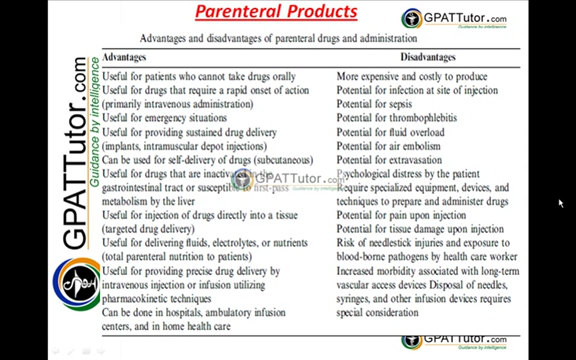 Parenteral Products
GPATTutor.com
Guidance by intelligence
Advantages and disadvantages of parenteral drugs and administration
Advantages
Disadvantages
Useful for patients who cannot take drugs orally
Useful for drugs that require a rapid onset of action
(primarily intravenous administration)
Useful for emergency situations
Useful for providing sustained drug delivery
(implants, intramuscular depot injections)
Can be used for self-delivery of drugs (subcutaneous)
Useful for drugs that are inactivated in the
gastrointestinal tract or susceptible to first-pass
metabolism by the liver
Useful for injection of drugs directly into a tissue
(targeted drug delivery)
Useful for delivering fluids, electrolytes, or nutrients
(total parenteral nutrition to patients)
Useful for providing precise drug delivery by
intravenous injection or infusion utilizing
pharmacokinetic techniques
Can be done in hospitals, ambulatory infusion
centers, and in home health care
More expensive and costly to produce
Potential for infection at site of injection
Potential for sepsis
Potential for thrombophlebitis
Potential for fluid overload
Potential for air embolism
Potential for extravasation
Psychological distress by the patient
Require specialized equipment, devices, and
techniques to prepare and administer drugs
Potential for pain upon injection
Potential for tissue damage upon injection
Risk of needlestick injuries and exposure to
blood-borne pathogens by health care worker
Increased morbidity associated with long-term
vascular access devices Disposal of needles,
syringes, and other infusion devices requires
special consideration
GPATTutor.com
Guidance by intelligence
GPATTutor.com
Guidance by intelligence
GPATTutor.com
Guidance by intelligence